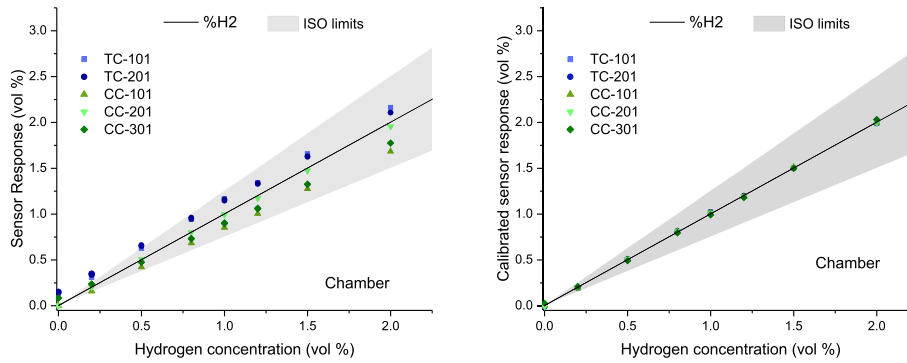 %H2
ISO limits
TC-101
TC-201
CC-101
CC-201
CC-301
Sensor Response (vol %)
3.0
2.5
2.0
1.5
1.0
0.5
0.0
Chamber
0.0 0.5 1.0 1.5 2.0
Hydrogen concentration (vol %)
%H2
ISO limits
TC-101
TC-201
CC-101
CC-201
CC-301
Calibrated sensor response (vol %)
3.0
2.5
2.0
1.5
1.0
0.5
0.0
Chamber
0.0 0.5 1.0 1.5 2.0
Hydrogen concentration (vol %)